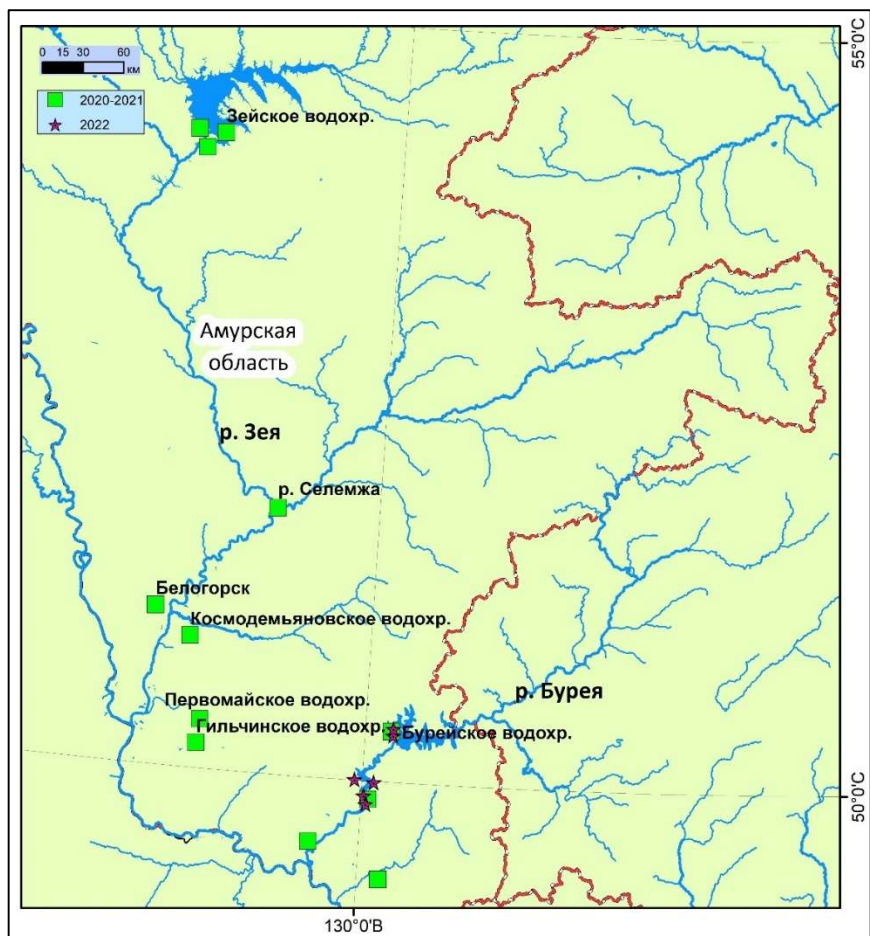 55°0'С
0 15 30 60
км
2020-2021
2022
Зейское водохр.
Амурская
область
р. Зея
р. Селемжа
Белогорск
Космодемьяновское водохр.
р. Бурея
Первомайское водохр.
Гильчинское водохр.
Бурейское водохр.
50°0'С
130°0'В